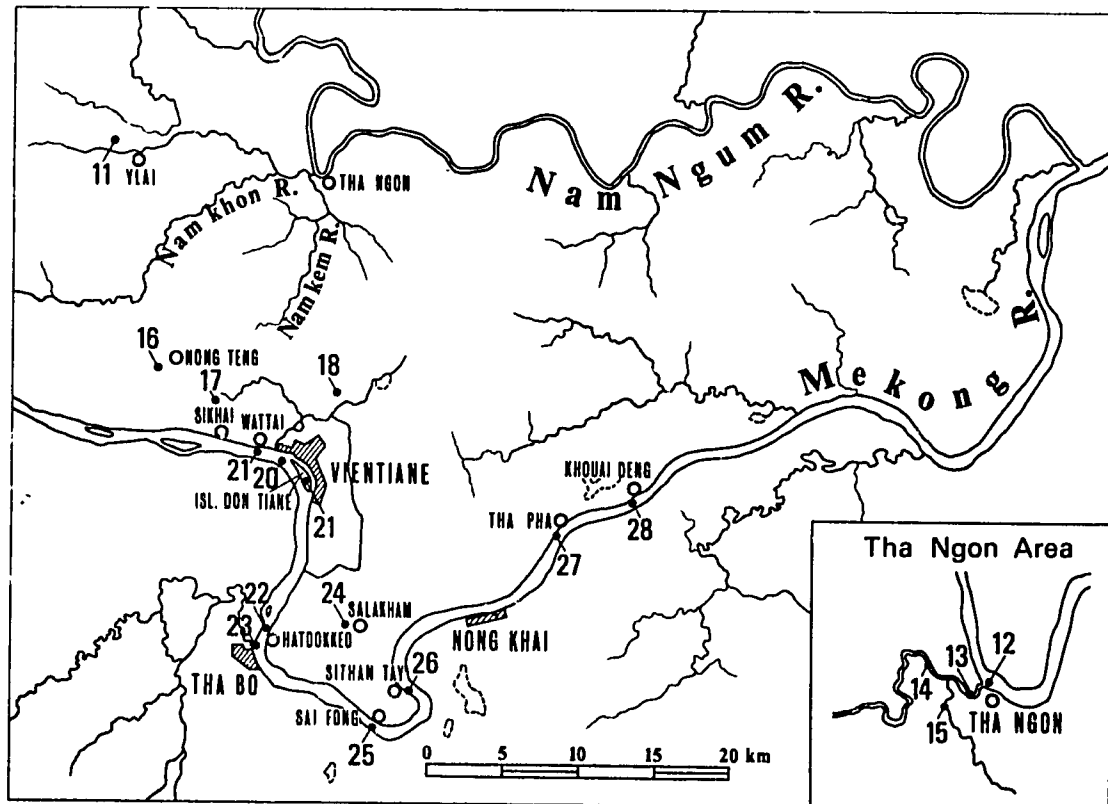 11
YLAI
Nam khon R.
THA NGON
Nam Ngum R.
Nam kem R.
16
NONG TENG
17
18
SIKHAI
WATTAI
21
20
VIENTIANE
ISL. DON TIANE
21
Mekong R.
KHOUAI DENG
28
THA PHA
27
22
23
HATDOKKEO
24
SALAKHAM
NONG KHAI
THA BO
SITHAN TAY
26
SAI FONG
25
0 5 10 15 20 km
Tha Ngon Area
13
12
14
15
THA NGON